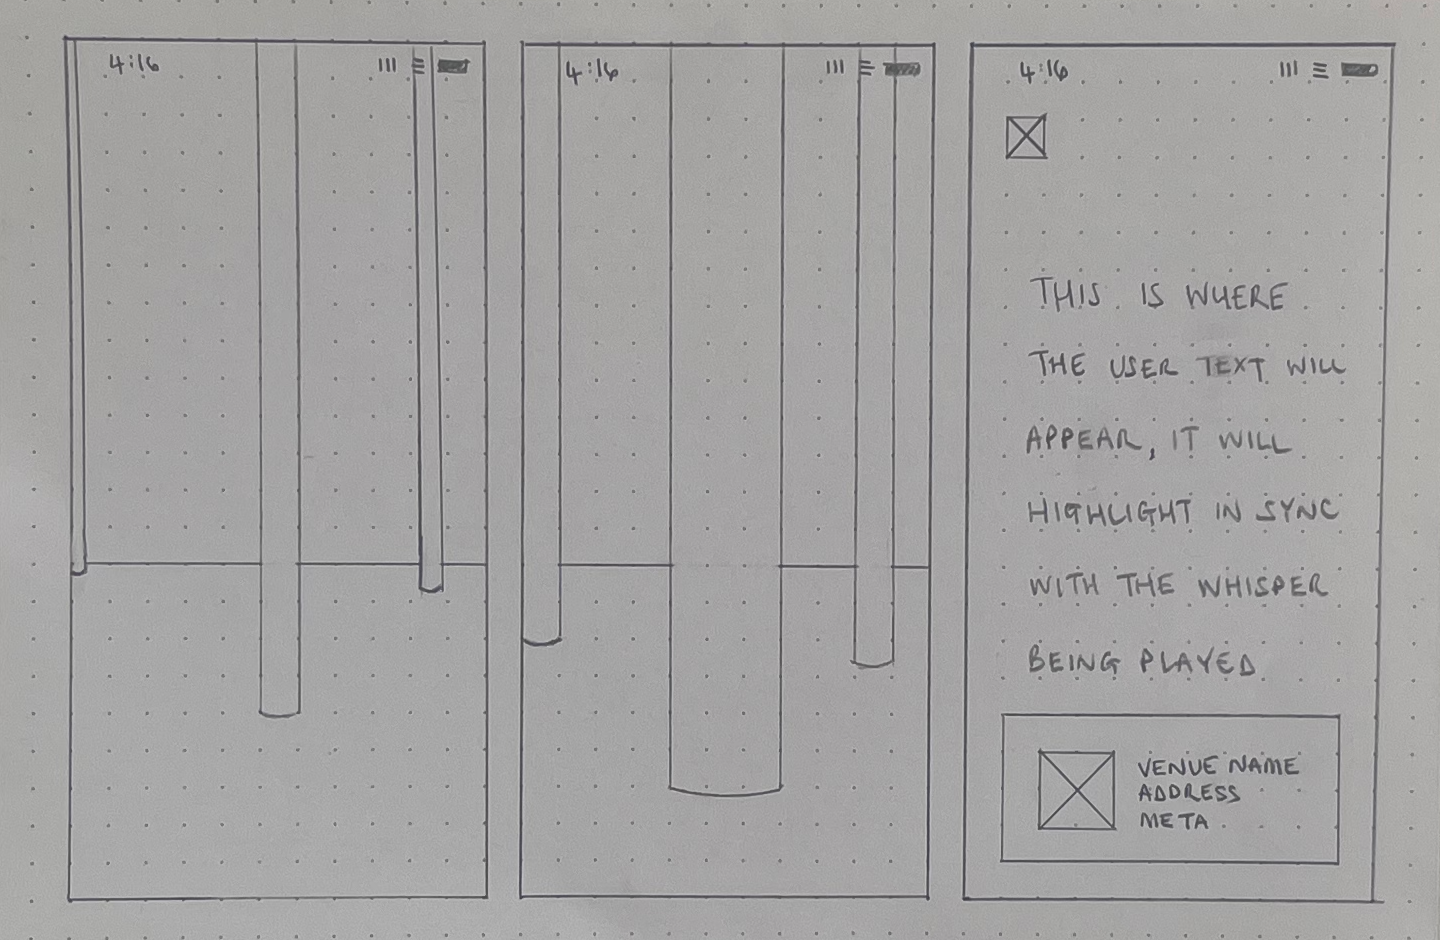 4:16
4:16
4:16
THIS IS WHERE
THE USER TEXT WILL
APPEAR, IT WILL
HIGHLIGHT IN SYNC
WITH THE WHISPER
BEING PLAYED
VENUE NAME
ADDRESS
META